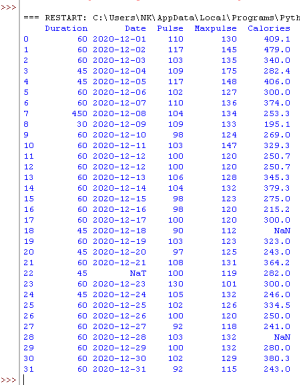 >>>
=== RESTART: C:\Users\NK\AppData\Local\Programs\Pyth
Duration Date Pulse Maxpulse Calories
0 60 2020-12-01 110 130 409.1
1 60 2020-12-02 117 145 479.0
2 60 2020-12-03 103 135 340.0
3 45 2020-12-04 109 175 282.4
4 45 2020-12-05 117 148 406.0
5 60 2020-12-06 102 127 300.0
6 60 2020-12-07 110 136 374.0
7 450 2020-12-08 104 134 253.3
8 30 2020-12-09 109 133 195.1
9 60 2020-12-10 98 124 269.0
10 60 2020-12-11 103 147 329.3
11 60 2020-12-12 100 120 250.7
12 60 2020-12-12 100 120 250.7
13 60 2020-12-13 106 128 345.3
14 60 2020-12-14 104 132 379.3
15 60 2020-12-15 98 123 275.0
16 60 2020-12-16 98 120 215.2
17 60 2020-12-17 100 120 300.0
18 45 2020-12-18 90 112 NaN
19 60 2020-12-19 103 123 323.0
20 45 2020-12-20 97 125 243.0
21 60 2020-12-21 108 131 364.2
22 45 NaT 100 119 282.0
23 60 2020-12-23 130 101 300.0
24 45 2020-12-24 105 132 246.0
25 60 2020-12-25 102 126 334.5
26 60 2020-12-26 100 120 250.0
27 60 2020-12-27 92 118 241.0
28 60 2020-12-28 103 132 NaN
29 60 2020-12-29 100 132 280.0
30 60 2020-12-30 102 129 380.3
31 60 2020-12-31 92 115 243.0
>>>